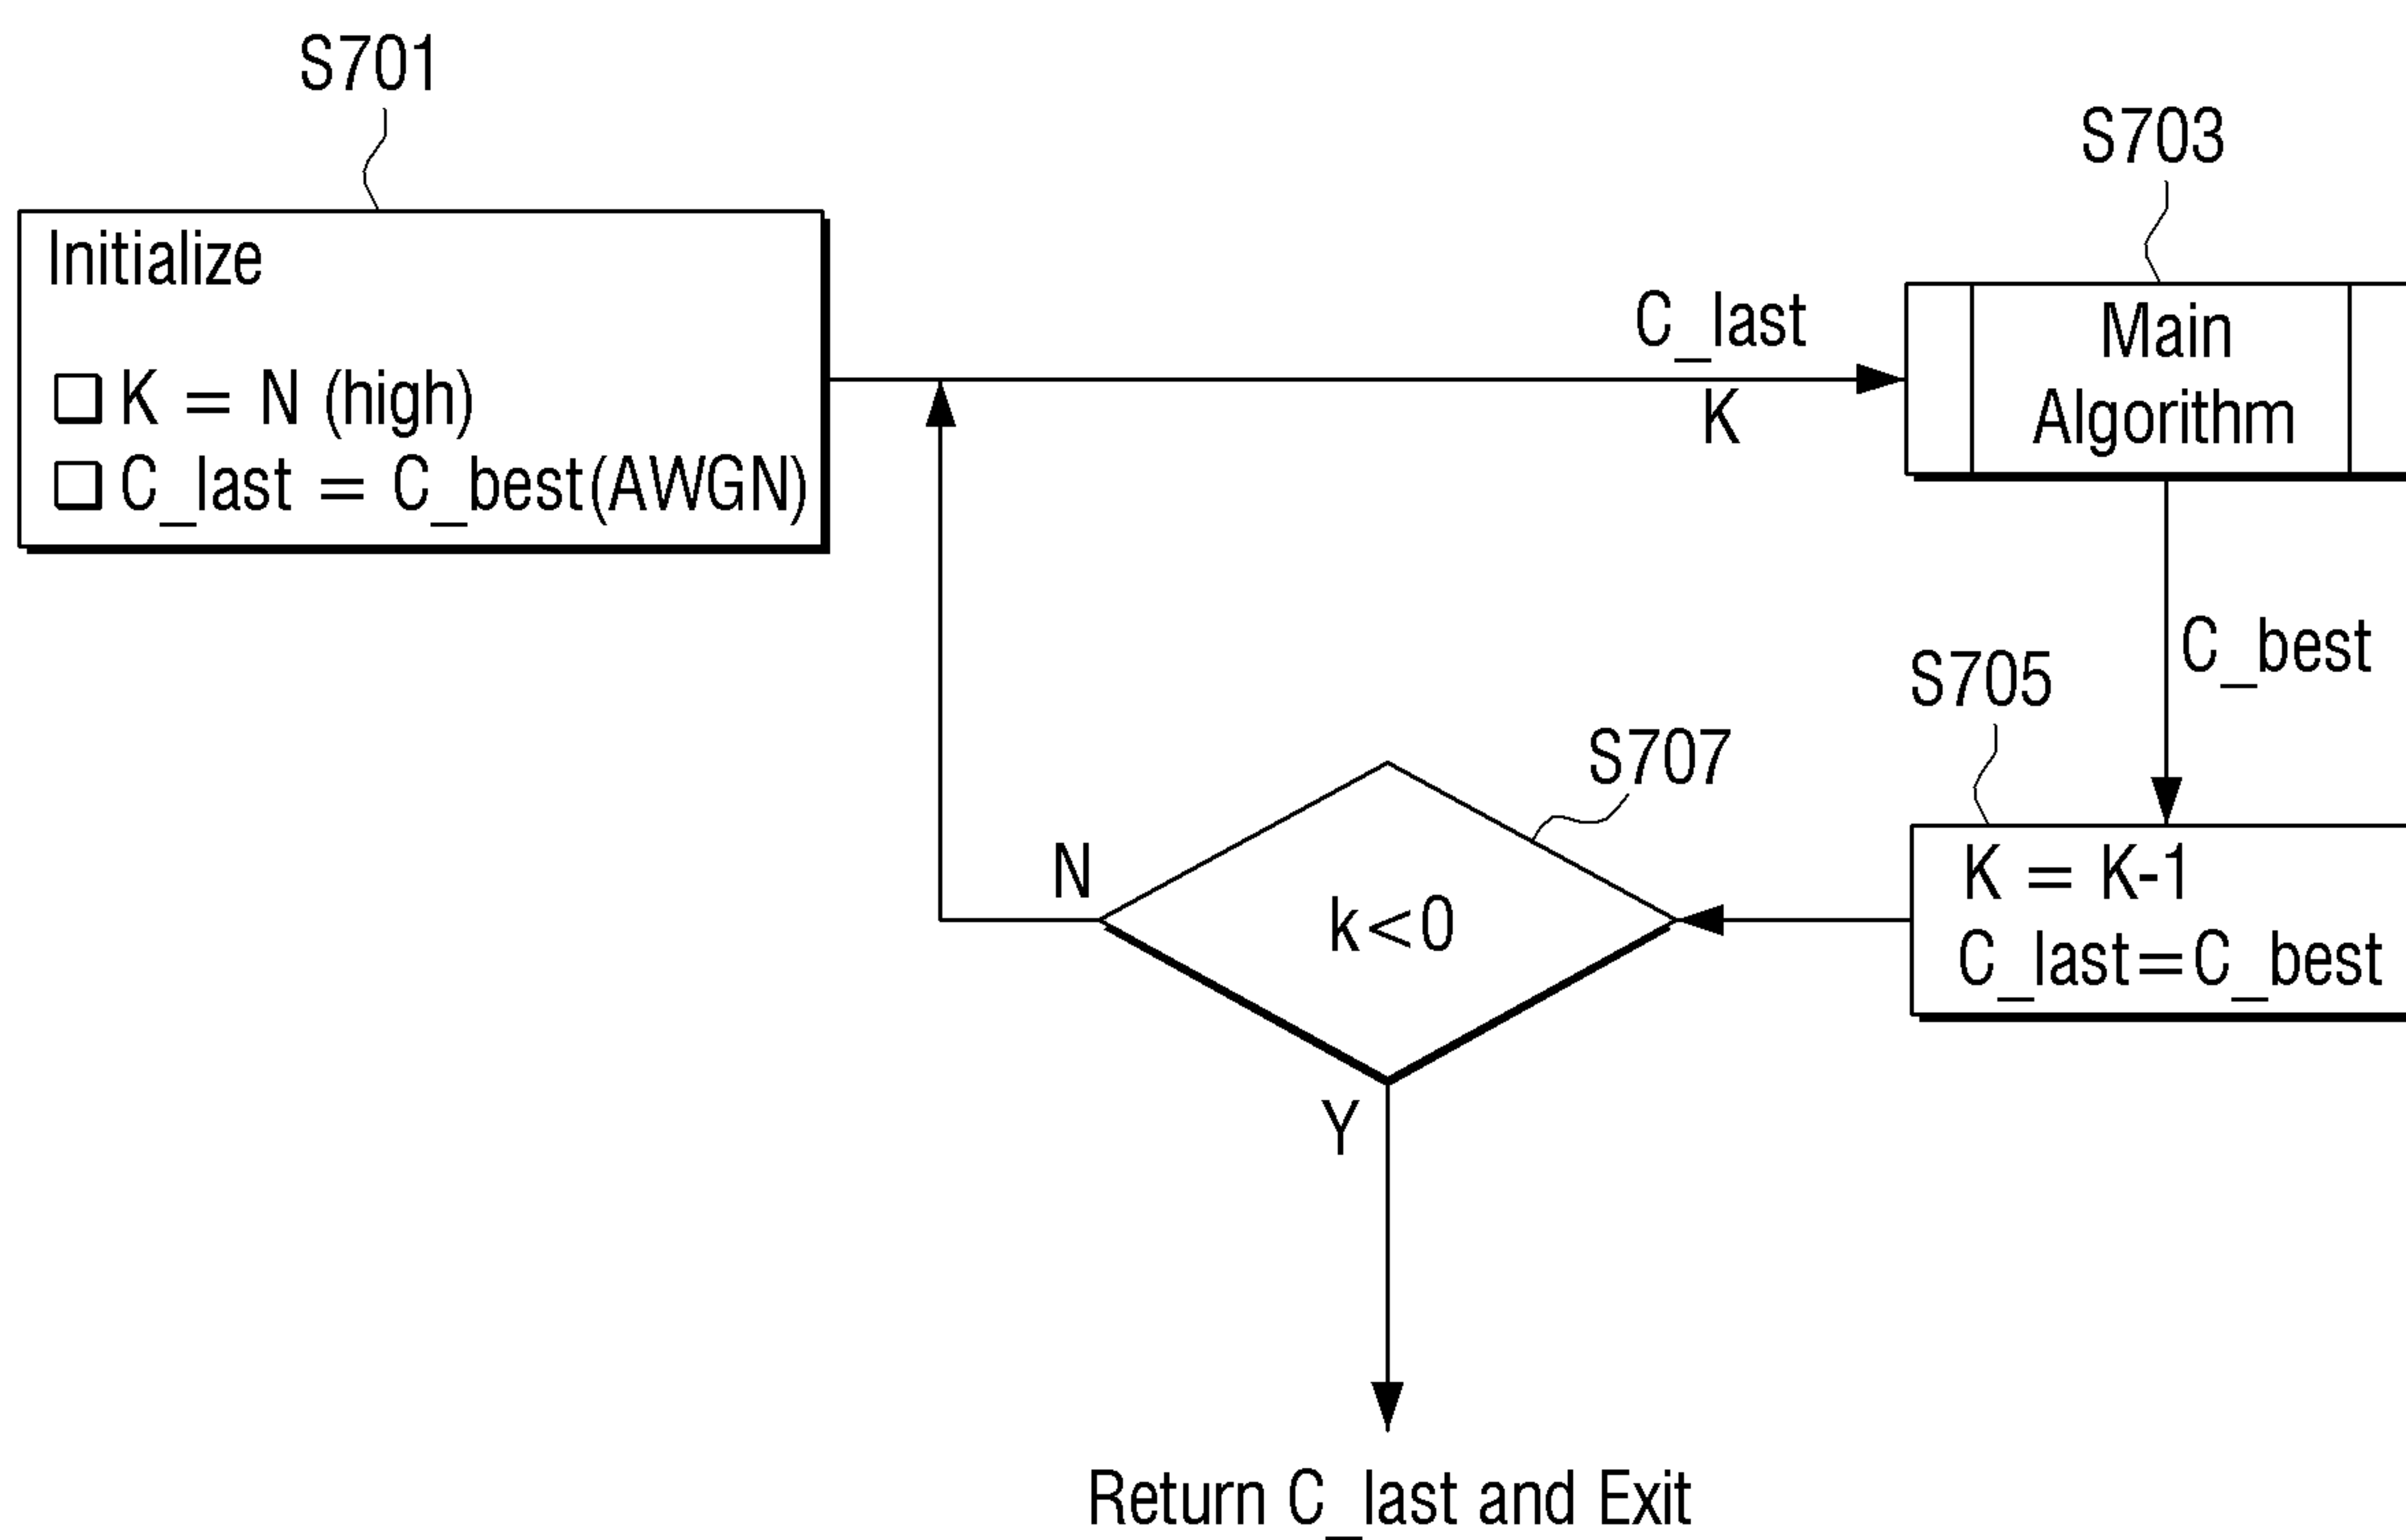 S701
Initialize
K = N (high)
C_last = C_best(AWGN)
C_last
K
S703
Main
Algorithm
C_best
S705
K = K-1
C_last=C_best
S707
k<0
N
Y
Return C_last and Exit